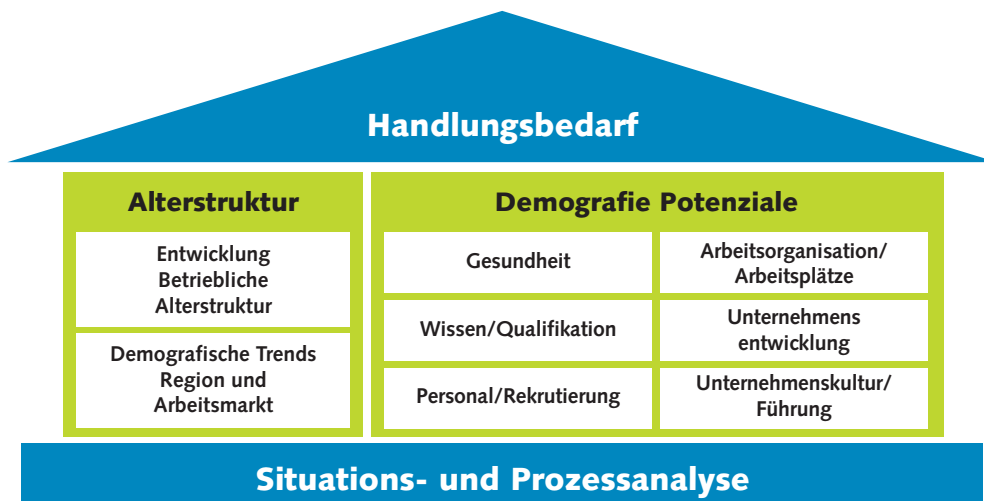 Handlungsbedarf
Alterstruktur
Entwicklung
Betriebliche
Alterstruktur
Demografische Trends
Region und
Arbeitsmarkt
Demografie Potenziale
Gesundheit
Arbeitsorganisation/
Arbeitsplätze
Wissen/Qualifikation
Unternehmens
entwicklung
Personal/Rekrutierung
Unternehmenskultur/
Führung
Situations- und Prozessanalyse